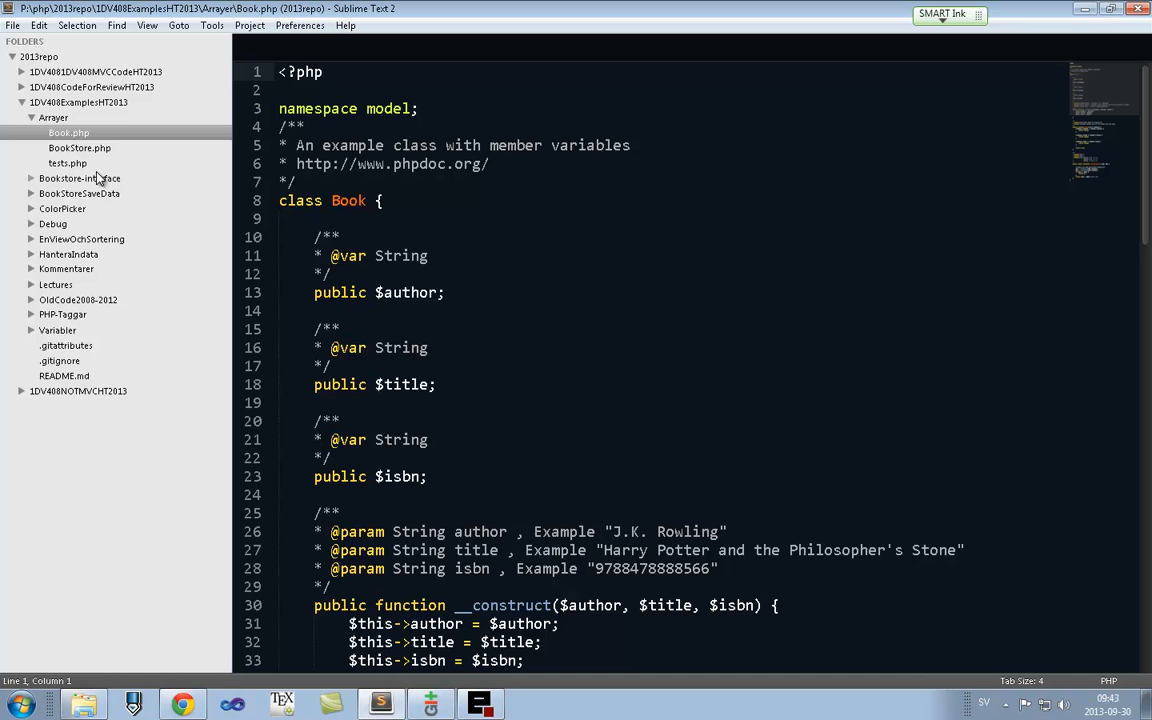 P:\php\2013repo\1DV408ExamplesHT2013\Arrayer\Book.php (2013repo) - Sublime Text 2
SMART Ink
File Edit Selection Find View Goto Tools Project Preferences Help
FOLDERS
2013repo
1DV4081DV408MVCCodeHT2013
1DV408CodeForReviewHT2013
1DV408ExamplesHT2013
Arrayer
Book.php
BookStore.php
tests.php
Bookstore-interface
BookStoreSaveData
ColorPicker
Debug
EnViewOchSortering
HanteraIndata
Kommentarer
Lectures
OldCode2008-2012
PHP-Taggar
Variabler
.gitattributes
.gitignore
README.md
1DV408NOTMVCHT2013
1 <?php
2
3 namespace model;
4 /**
5 * An example class with member variables
6 * http://www.phpdoc.org/
7 */
8 class Book {
9
10 /**
11 * @var String
12 */
13 public $author;
14
15 /**
16 * @var String
17 */
18 public $title;
19
20 /**
21 * @var String
22 */
23 public $isbn;
24
25 /**
26 * @param String author , Example "J.K. Rowling"
27 * @param String title , Example "Harry Potter and the Philosopher's Stone"
28 * @param String isbn , Example "9788478888566"
29 */
30 public function __construct($author, $title, $isbn) {
31 $this->author = $author;
32 $this->title = $title;
33 $this->isbn = $isbn;
Line 1, Column 1 Tab Size: 4 PHP
SV 09:43
2013-09-30